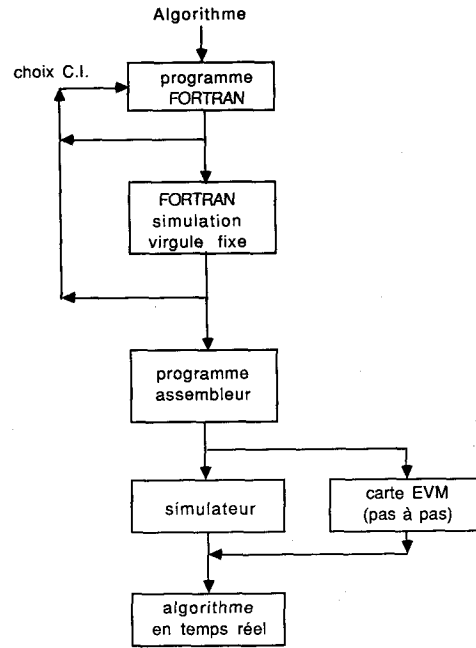 Algorithme
choix C.I.
programme
FORTRAN
FORTRAN
simulation
virgule fixe
programme
assembleur
simulateur
carte EVM
(pas à pas)
algorithme
en temps réel